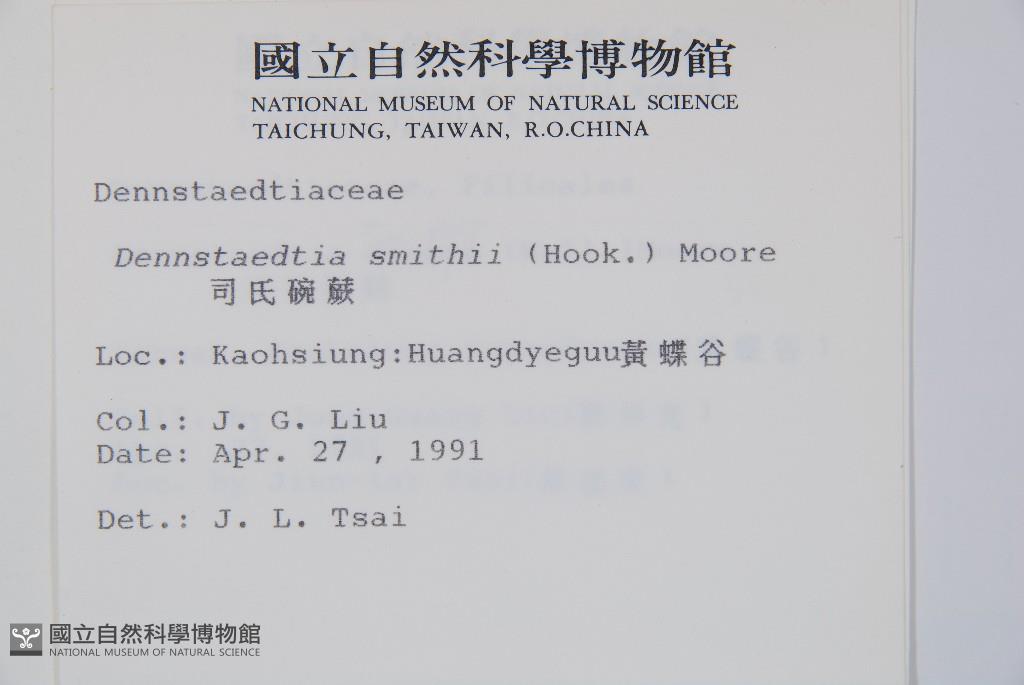 國立自然科學博物館
NATIONAL MUSEUM OF NATURAL SCIENCE
TAICHUNG, TAIWAN, R.O.CHINA
Dennstaedtiaceae
Dennstaedtia smithii (Hook.) Moore
司氏碗蕨
Loc.: Kaohsiung:Huangdyeguu黃蝶谷
Col.: J. G. Liu
Date: Apr. 27 , 1991
Det.: J. L. Tsai
國立自然科學博物館
NATIONAL MUSEUM OF NATURAL SCIENCE